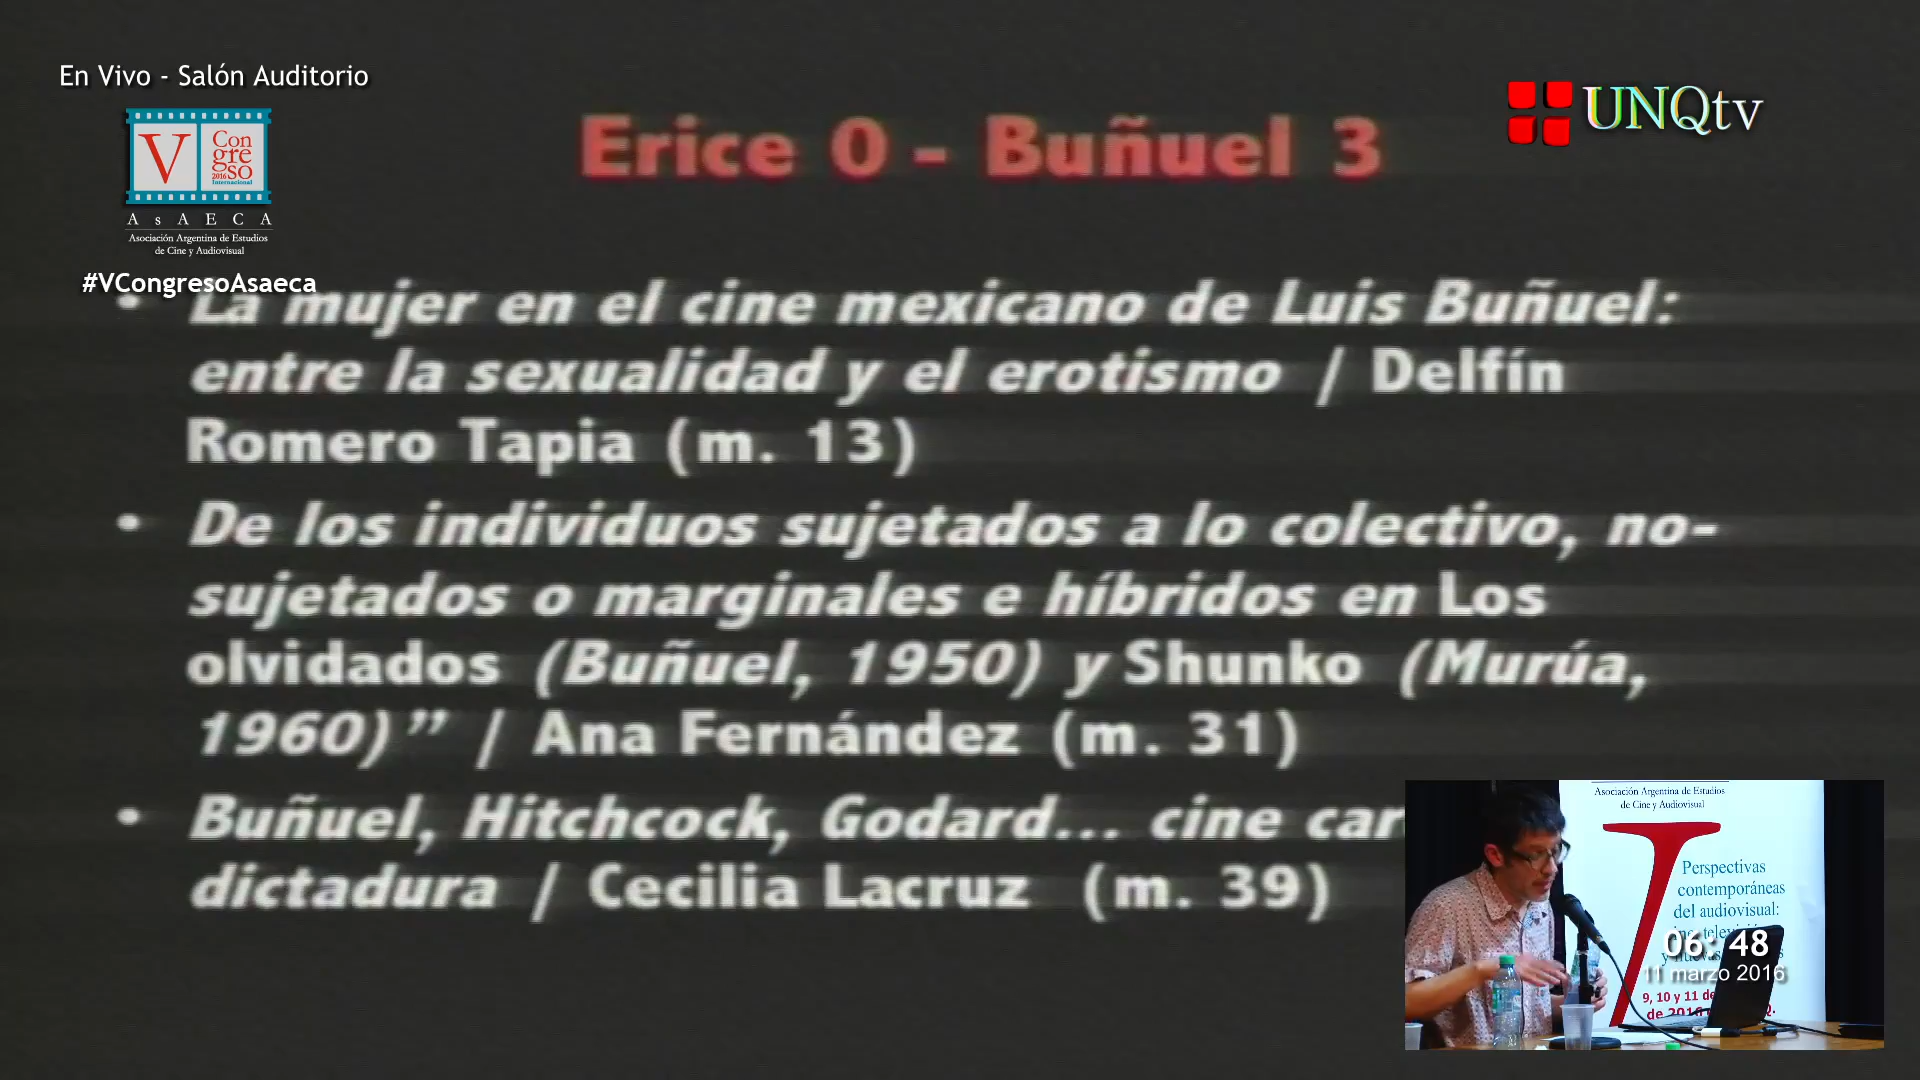 En Vivo - Salón Auditorio
V
Con
gre
2016 SO
Internacional
A s A E C A
Asociación Argentina de Estudios
de Cine y Audiovisual
#VCongresoAsaeca
UNQtv
Erice 0 - Buñuel 3
• La mujer en el cine mexicano de Luis Buñuel:
entre la sexualidad y el erotismo / Delfín
Romero Tapia (m. 13)
• De los individuos sujetados a lo colectivo, no-
sujetados o marginales e híbridos en Los
olvidados (Buñuel, 1950) y Shunko (Murúa,
1960)” / Ana Fernández (m. 31)
• Buñuel, Hitchcock, Godard... cine car
dictadura / Cecilia Lacruz (m. 39)
Asociación Argentina de Estudios
de Cine y Audiovisual
Perspectivas
contemporáneas
del audiovisual:
06: 48
11 marzo 2016
9, 10 y 11 de
de 2016